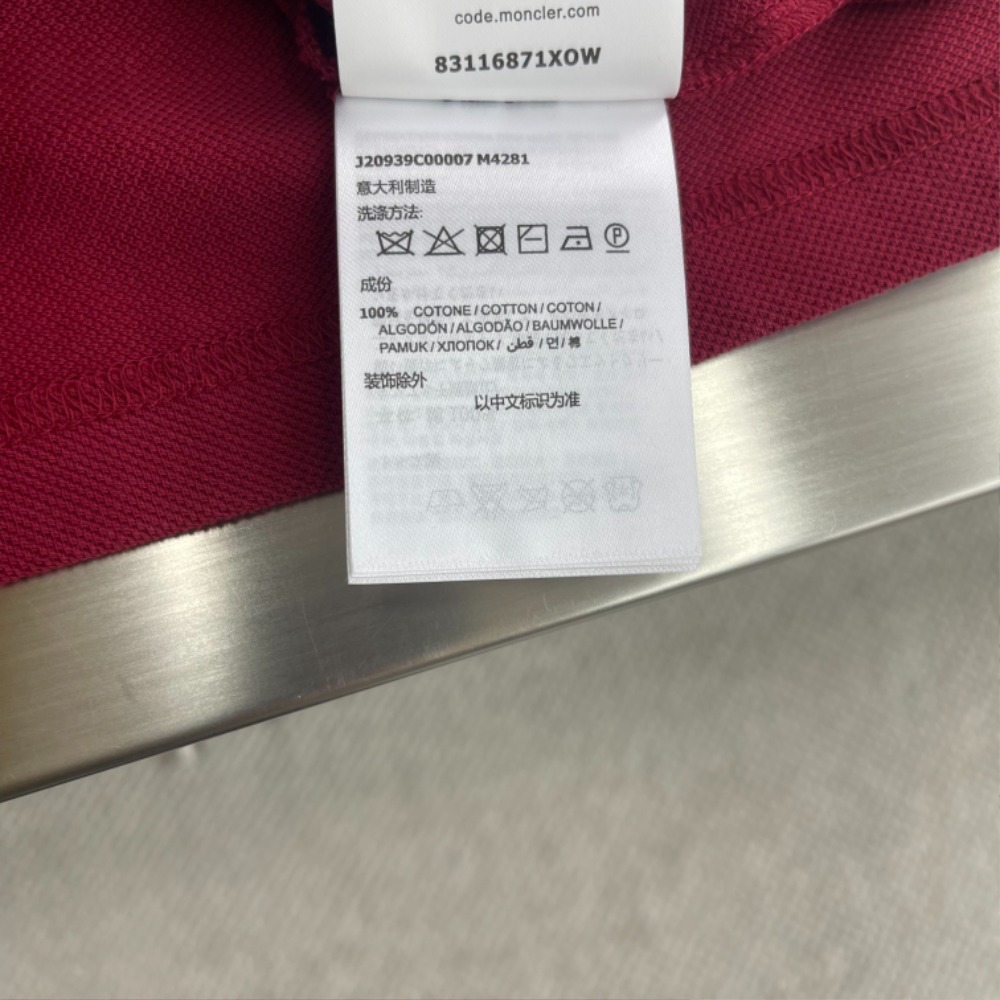 code.moncler.com
83116871XOW
J20939C00007 M4281
意大利制造
洗涤方法:
P
成份
100% COTONE / COTTON / COTON /
ALGODÓN / ALGODÃO / BAUMWOLLE /
PAMUK / ХЛОПОК / قطن / 면 / 棉
装饰除外
以中文标识为准